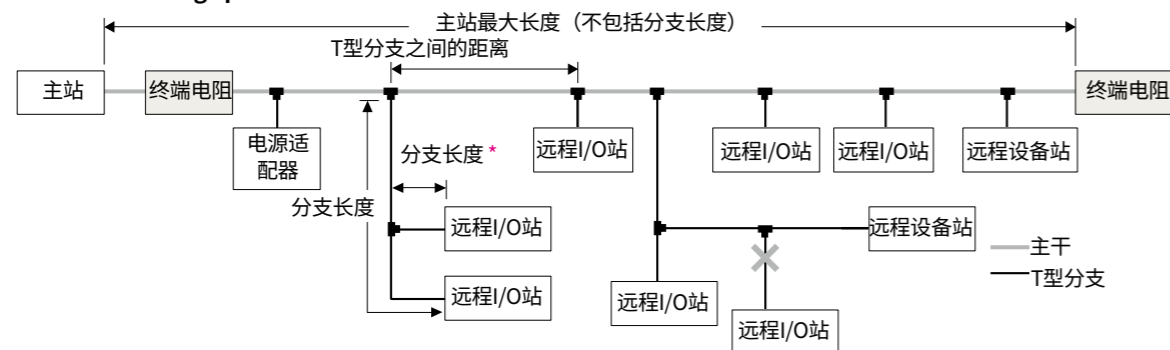 主站最大长度（不包括分支长度）
T型分支之间的距离
主站
终端电阻
终端电阻
电源适
配器
分支长度*
远程I/O站
远程I/O站
远程I/O站
远程设备站
分支长度
远程I/O站
远程设备站
主干
T型分支
远程I/O站
远程I/O站
远程I/O站